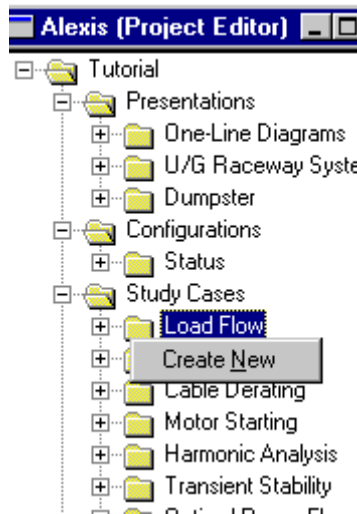 Alexis (Project Editor)
Tutorial
Presentations
One-Line Diagrams
U/G Raceway Syste
Dumpster
Configurations
Status
Study Cases
Load Flow
Create New
Cable Derating
Motor Starting
Harmonic Analysis
Transient Stability